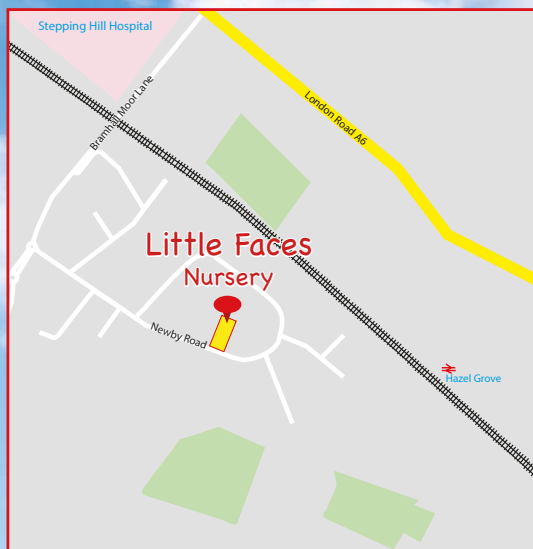 Stepping Hill Hospital
Bramhall Moor Lane
London Road A6
Little Faces
Nursery
Newby Road
Hazel Grove